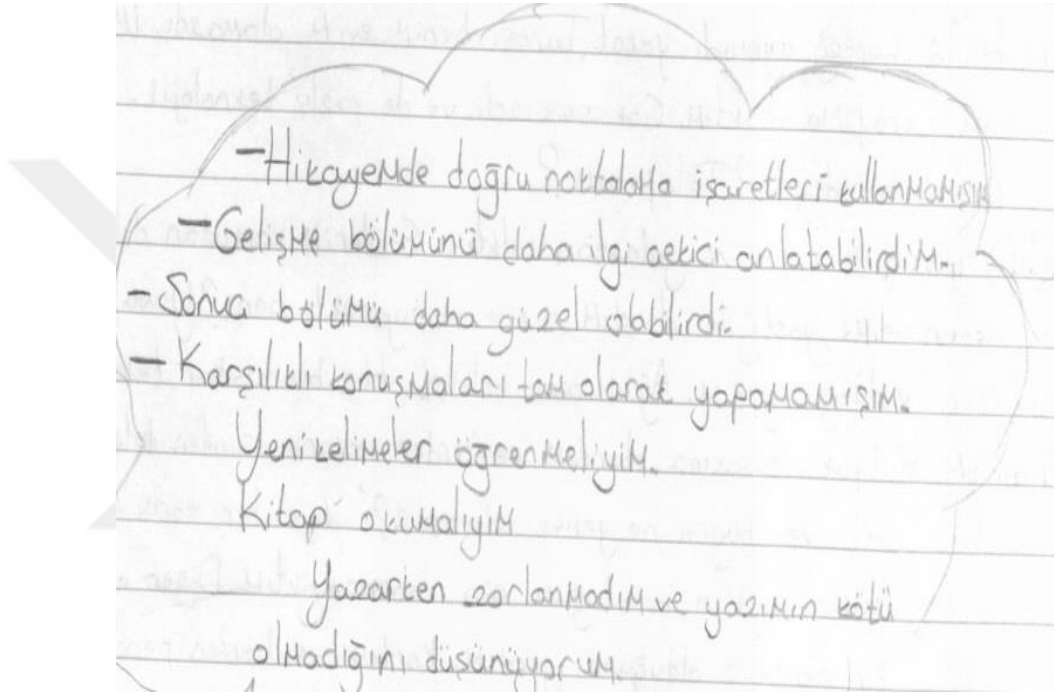 - Hikayemde doğru noktalama işaretleri kullanmamışım
- Gelişme bölümünü daha ilgi çekici anlatabilirdim.
- Sonuç bölümü daha güzel olabilirdi.
- Karşılıklı konuşmaları tam olarak yapamamışım.
Yeni kelimeler öğrenmeliyim.
Kitap okumalıyım
Yazarken zorlanmadım ve yazımın kötü
olmadığını düşünüyorum.